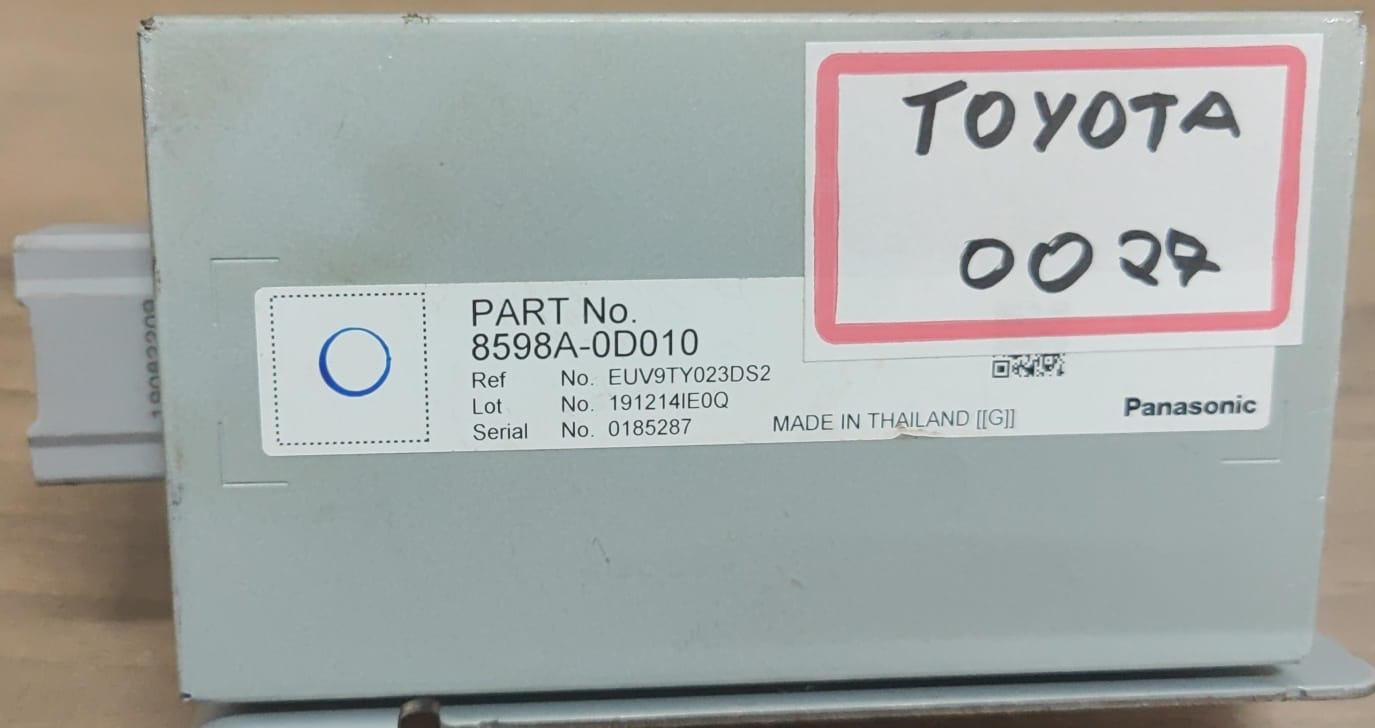 TOYOTA
0027
PART No.
8598A-0D010
Ref No. EUV9TY023DS2
Lot No. 191214IE0Q
Serial No. 0185287
MADE IN THAILAND [[G]]
Panasonic